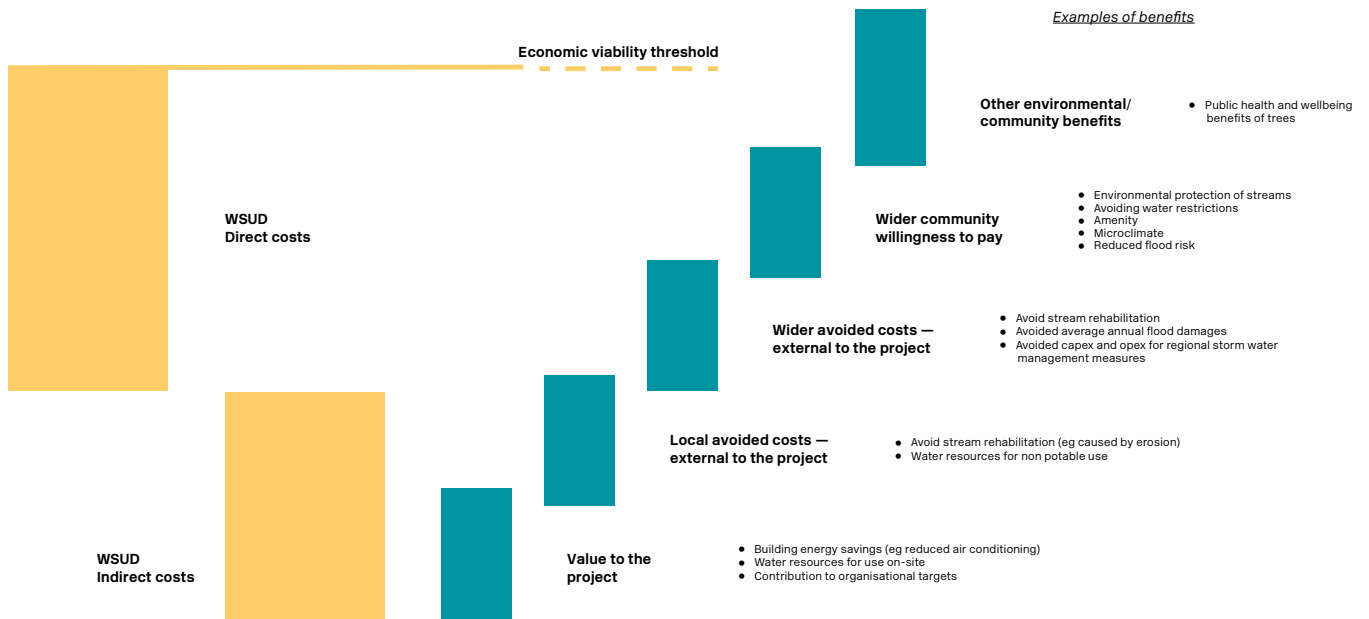 Examples of benefits
Economic viability threshold
Other environmental/
community benefits
● Public health and wellbeing
benefits of trees
WSUD
Direct costs
Wider community
willingness to pay
● Environmental protection of streams
● Avoiding water restrictions
● Amenity
● Microclimate
● Reduced flood risk
Wider avoided costs —
external to the project
● Avoid stream rehabilitation
● Avoided average annual flood damages
● Avoided capex and opex for regional storm water
management measures
Local avoided costs —
external to the project
● Avoid stream rehabilitation (eg caused by erosion)
● Water resources for non potable use
WSUD
Indirect costs
Value to the
project
● Building energy savings (eg reduced air conditioning)
● Water resources for use on-site
● Contribution to organisational targets